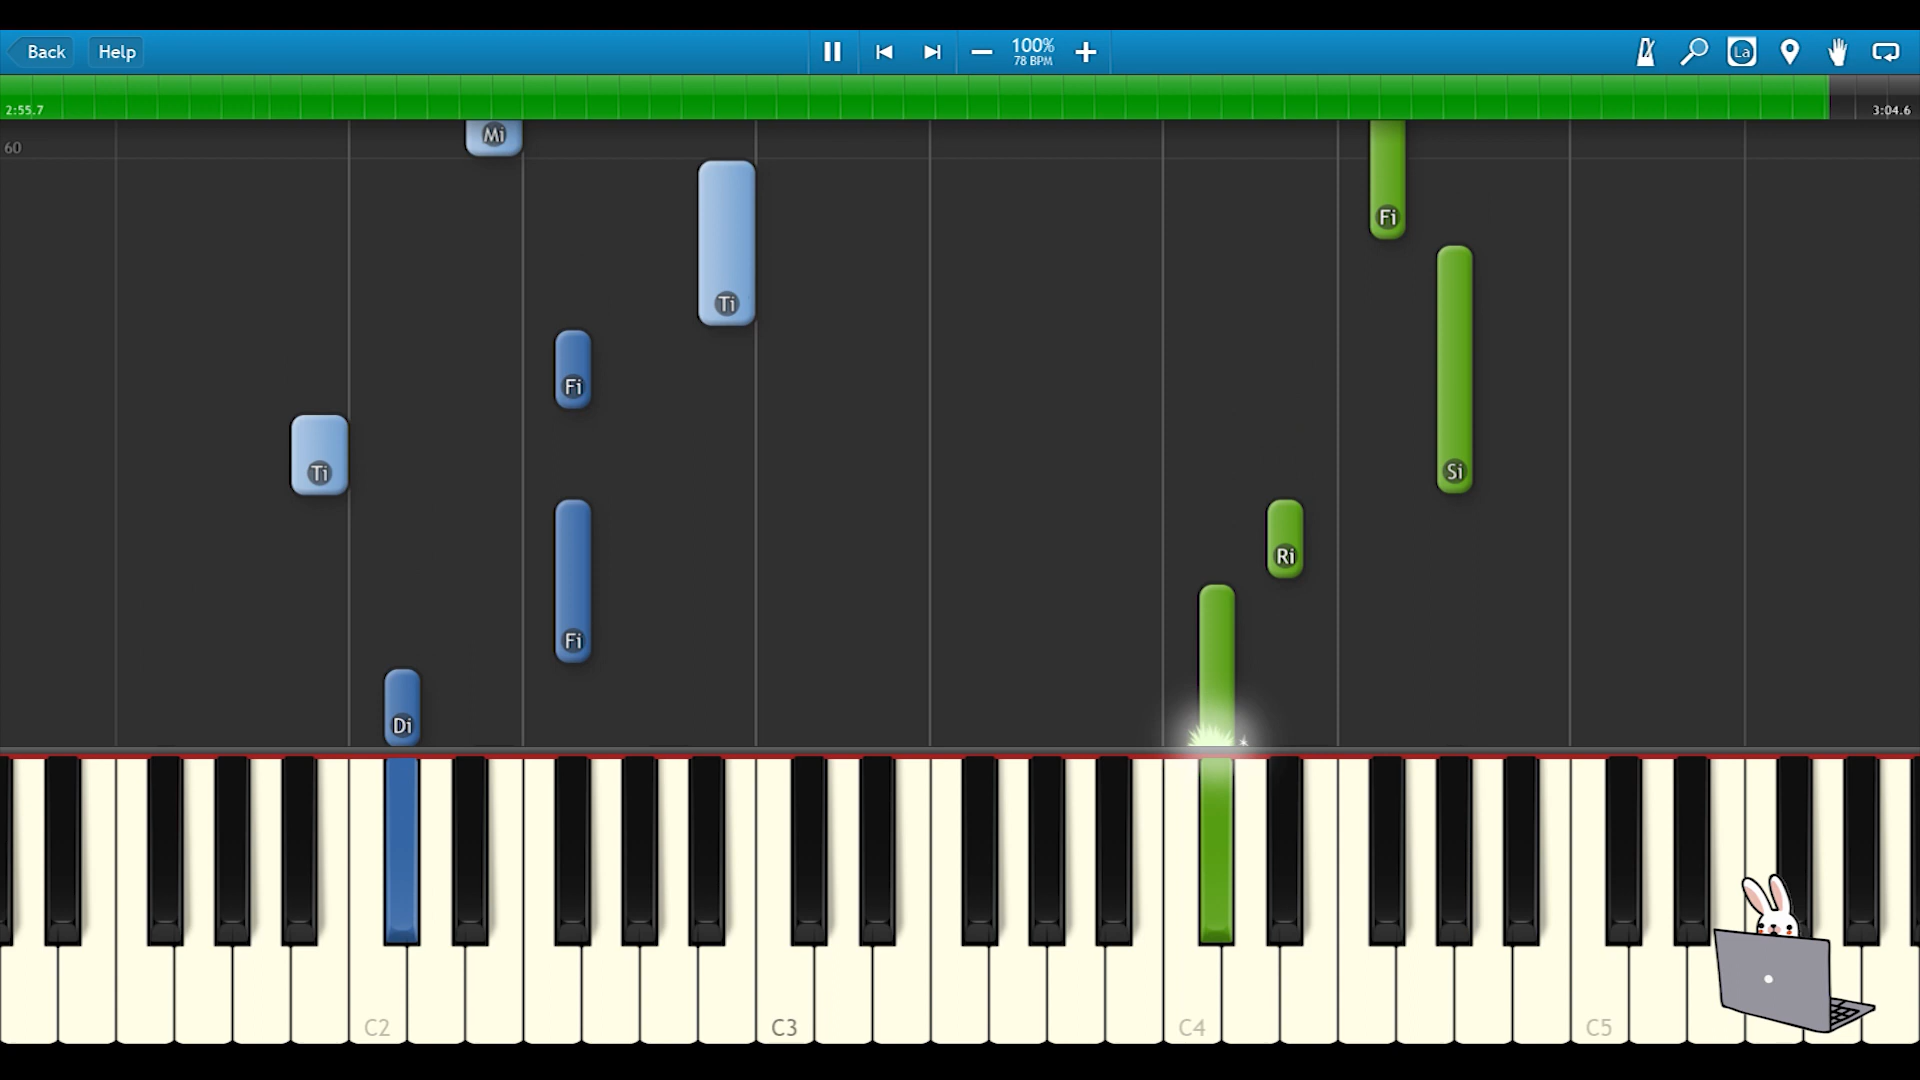 Back
Help
100%
78 BPM
La
2:55.7
3:04.6
Mi
60
Fi
Ti
Fi
Ti
Si
Ri
Fi
Di
C2
C3
C4
C5